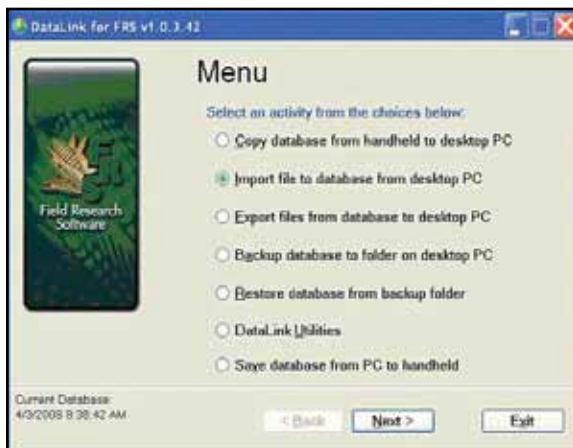 DataLink for FRS v1.0.3.42
Menu
Select an activity from the choices below:
Copy database from handheld to desktop PC
Import file to database from desktop PC
Export files from database to desktop PC
Backup database to folder on desktop PC
Restore database from backup folder
DataLink Utilities
Save database from PC to handheld
FRS
Field Research
Software
Current Database:
4/3/2008 8:38:42 AM
< Back
Next >
Exit